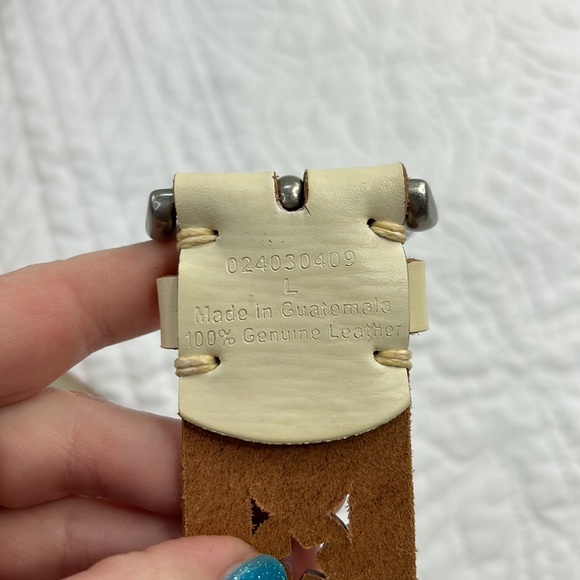 024030409
L
Made in Guatemala
100% Genuine Leather